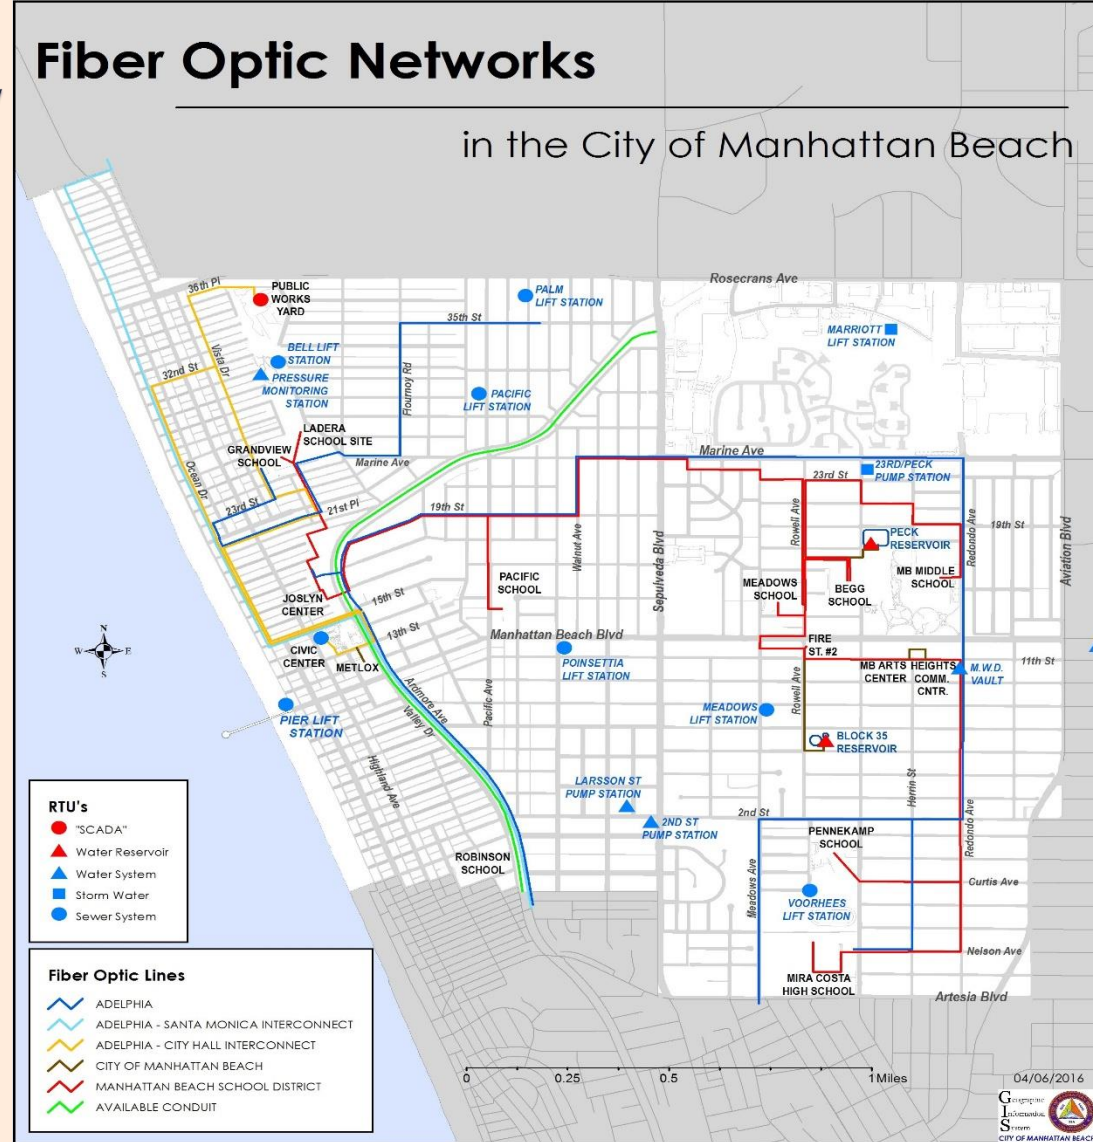 Fiber Optic Networks
in the City of Manhattan Beach
Rosecrans Ave
36th Pl
PUBLIC
WORKS
YARD
PALM
LIFT STATION
35th St
MARRIOTT
LIFT STATION
Vista Dr
BELL LIFT
STATION
32nd St
PRESSURE
MONITORING
STATION
Flournoy Rd
PACIFIC
LIFT STATION
LADERA
SCHOOL SITE
GRANDVIEW
SCHOOL
Marine Ave
Marine Ave
Ocean Dr
23RD/PECK
PUMP STATION
23rd St
23rd St
21st Pl
19th St
Walnut Ave
Sepulveda Blvd
Rowell Ave
Redondo Ave
19th St
Aviation Blvd
PECK
RESERVOIR
MB MIDDLE
SCHOOL
PACIFIC
SCHOOL
MEADOWS
SCHOOL
BEGG
SCHOOL
JOSLYN
CENTER
15th St
13th St
Manhattan Beach Blvd
FIRE
ST. #2
CIVIC
CENTER
METLOX
POINSETTIA
LIFT STATION
MB ARTS
CENTER
HEIGHTS
COMM.
CNTR.
11th St
M.W.D.
VAULT
Ardmore Ave
Valley Dr
Pacific Ave
Rowell Ave
MEADOWS
LIFT STATION
PIER LIFT
STATION
BLOCK 35
RESERVOIR
Highland Ave
LARSSON ST
PUMP STATION
Herrin St
2ND ST
PUMP STATION
2nd St
Redondo Ave
PENNEKAMP
SCHOOL
ROBINSON
SCHOOL
Curtis Ave
Meadows Ave
VOORHEES
LIFT STATION
Nelson Ave
MIRA COSTA
HIGH SCHOOL
Artesia Blvd
N
W
E
S
RTU's
"SCADA"
Water Reservoir
Water System
Storm Water
Sewer System
Fiber Optic Lines
ADELPHIA
ADELPHIA - SANTA MONICA INTERCONNECT
ADELPHIA - CITY HALL INTERCONNECT
CITY OF MANHATTAN BEACH
MANHATTAN BEACH SCHOOL DISTRICT
AVAILABLE CONDUIT
0 0.25 0.5 1 Miles
04/06/2016
Geographic
Information
System
CITY OF MANHATTAN BEACH